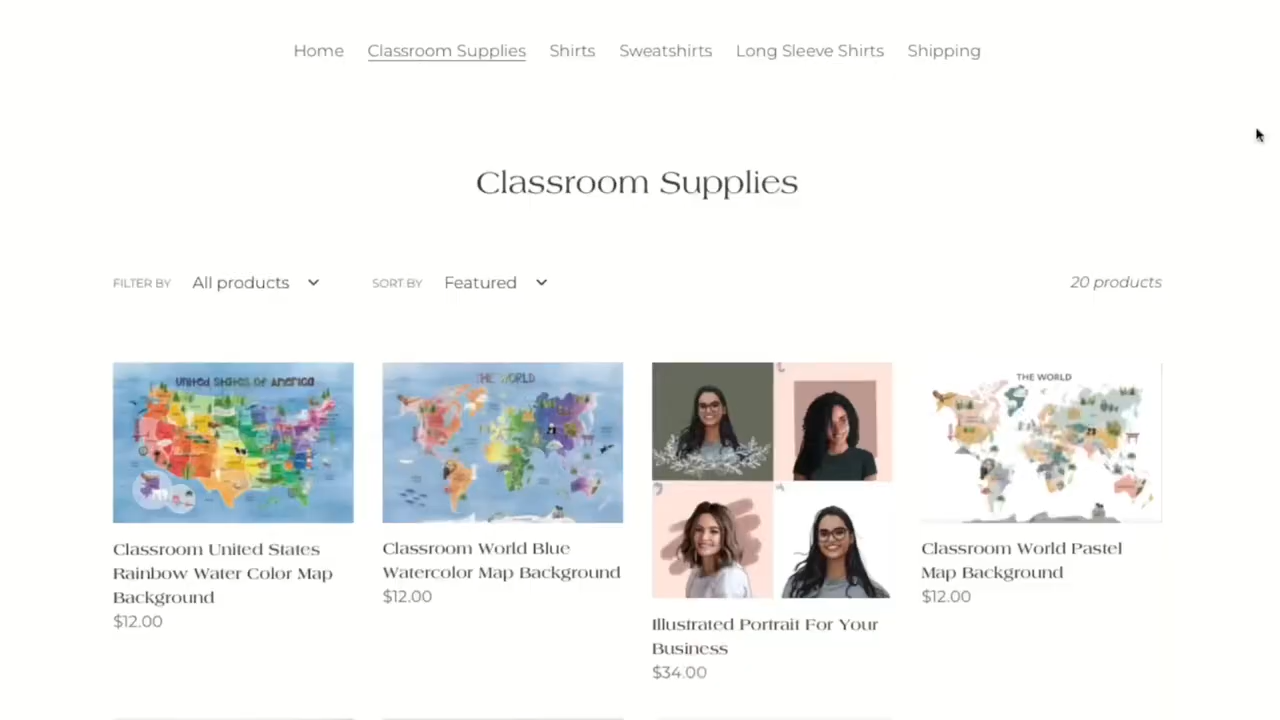 Home Classroom Supplies Shirts Sweatshirts Long Sleeve Shirts Shipping
Classroom Supplies
FILTER BY All products SORT BY Featured 20 products
United States of America
THE WORLD
THE WORLD
Classroom United States
Rainbow Water Color Map
Background
$12.00
Classroom World Blue
Watercolor Map Background
$12.00
Illustrated Portrait For Your
Business
$34.00
Classroom World Pastel
Map Background
$12.00